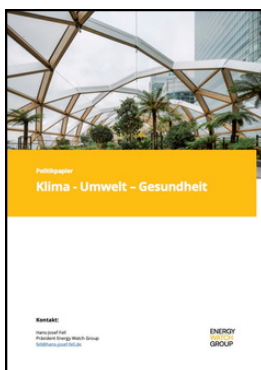 Politikpapier
Klima - Umwelt – Gesundheit
Kontakt:
Hans-Josef Fell
Präsident Energy Watch Group
fell@hans-josef-fell.de
ENERGY
WATCH
GROUP